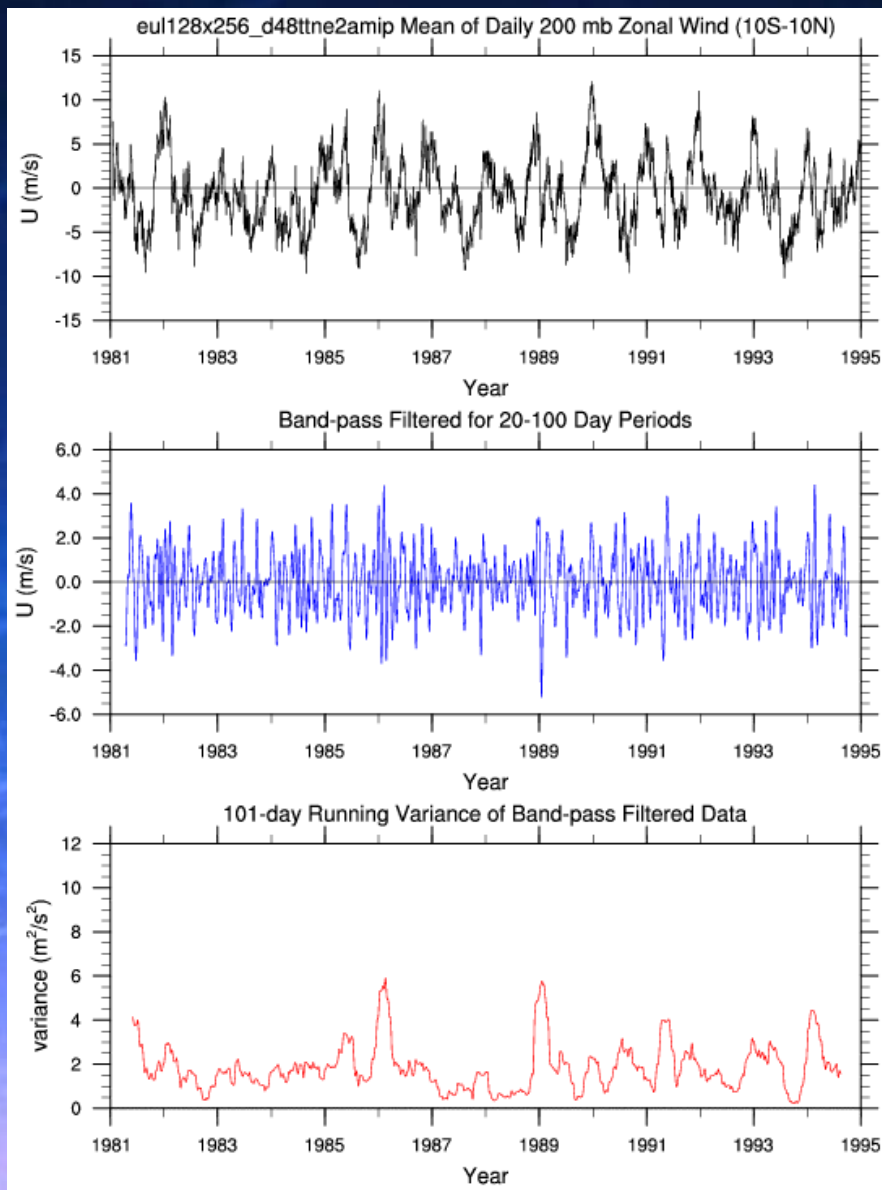 eul128x256_d48ttne2amip Mean of Daily 200 mb Zonal Wind (10S-10N)
15
10
5
0
-5
-10
-15
U (m/s)
1981 1983 1985 1987 1989 1991 1993 1995
Year
Band-pass Filtered for 20-100 Day Periods
6.0
4.0
2.0
0.0
-2.0
-4.0
-6.0
U (m/s)
1981 1983 1985 1987 1989 1991 1993 1995
Year
101-day Running Variance of Band-pass Filtered Data
12
10
8
6
4
2
0
variance (m²/s²)
1981 1983 1985 1987 1989 1991 1993 1995
Year